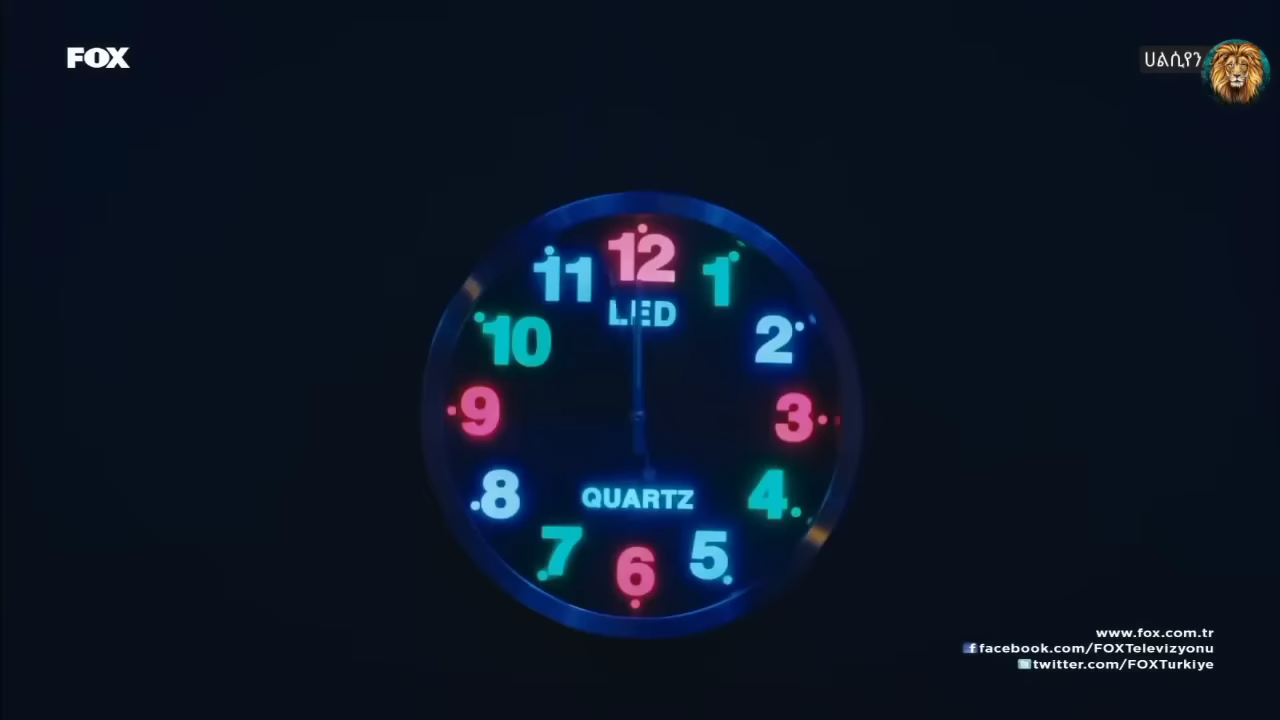 FOX
ሀልሲየን
12
11
1
LED
10
2
9
3
8
QUARTZ
4
7
5
6
www.fox.com.tr
facebook.com/FOXTelevizyonu
twitter.com/FOXTurkiye